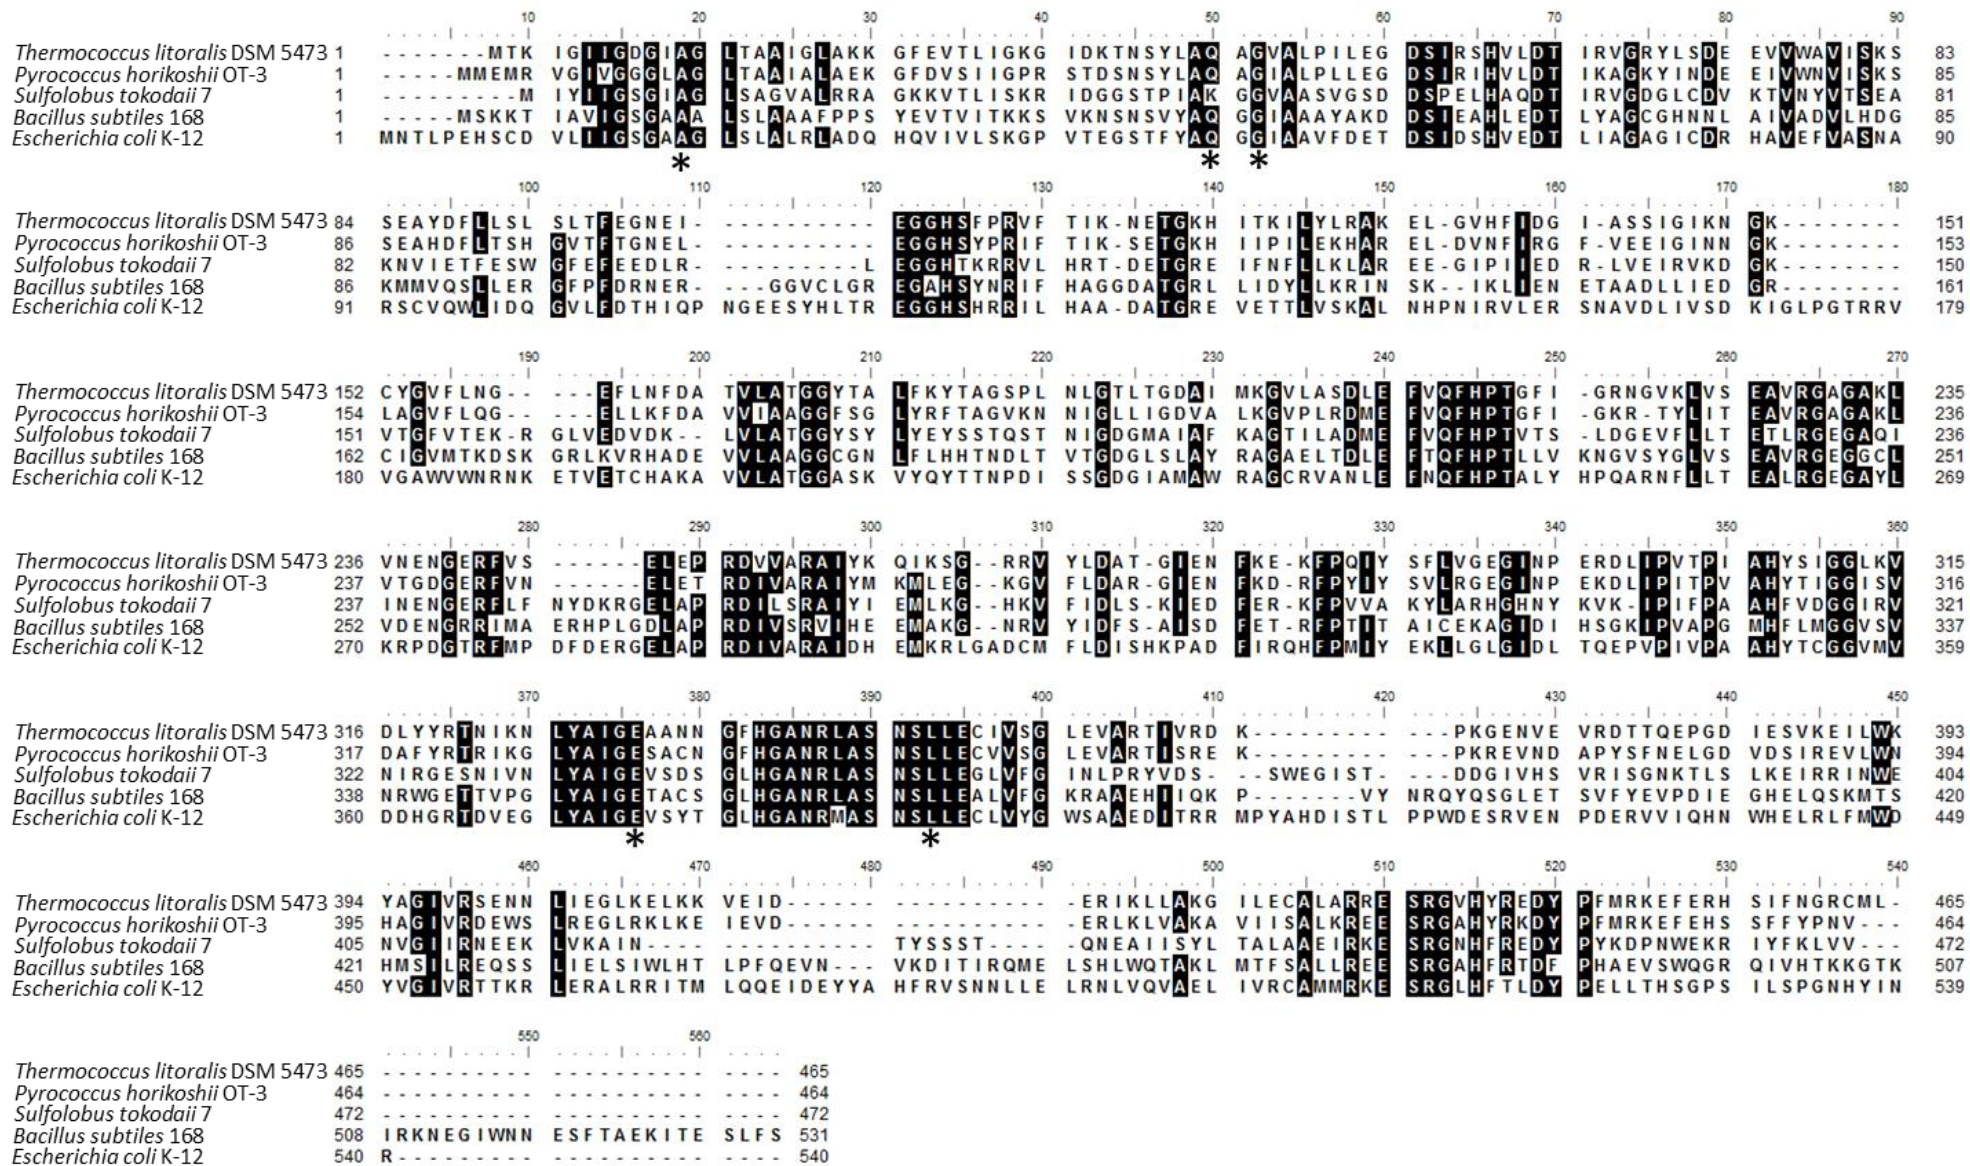 10 20 30 40 50 60 70 80 90
Thermococcus litoralis DSM 5473 1 - - - - - - - MTK IGIIGDGIAG LTAAIGLAKK GFEVTLIGKG IDKTNSYLAQ AGVALPILEG DSIRSHVLDT IRVGRYLSDE EVVWAVISKS 83
Pyrococcus horikoshii OT-3 1 - - - - - MMEMR VGIVGGGLAG LTAAIALAEK GFDVSIIGPR STDSNSYLAQ AGIALPLLEG DSIRIHVLDT IKAGKYINDE EIVWNVISKS 85
Sulfolobus tokodaii 7 1 - - - - - - - - - M IYIIGSGIAG LSAGVALRRA GKKVTLISKR IDGGSTPIAK GGVAASVGSD DSPELHAQDT IRVGDGLCDV KTVNYVTSEA 81
Bacillus subtiles 168 1 - - - - - MSKKT IAVIGSGAAA LSLAAAFPPS YEVTVITKKS VKNSNSVYAQ GGIAAAYAKD DSIEAHLEDT LYAGCGHNNL AIVADVLHDG 85
Escherichia coli K-12 1 MNTLPEHSCD VLIIGSGAAG LSLALRLADQ HQVIVLSKGP VTEGSTFYAQ GGIAAVFDET DSIDSHVEDT LIAGAGICDR HAVEFVASNA 90
* * *
100 110 120 130 140 150 160 170 180
Thermococcus litoralis DSM 5473 84 SEAYDFLLSL SLTFEGNEI- - - - - - - - - - - EGGHSFPRVF TIK-NETGKH ITKILYLRAK EL-GVHFIDG I-ASSIGIKN GK- - - - - - - - 151
Pyrococcus horikoshii OT-3 86 SEAHDFLTSH GVTFTGNEL- - - - - - - - - - - EGGHSYPRIF TIK-SETGKH IIPILEKHAR EL-DVNFIRG F-VEEIGINN GK- - - - - - - - 153
Sulfolobus tokodaii 7 82 KNVIETFESW GFEFEEDLR- - - - - - - - - - L EGGHTKRRVL HRT-DETGRE IFNFLLKLAR EE-GIPIIED R-LVEIRVKD GK- - - - - - - - 150
Bacillus subtiles 168 86 KMMVQSLLER GFPFDRNER- - - - GGVCLGR EGAHSYNRIF HAGGDATGRL LIDYLLKRIN SK- -IKLIEN ETAADLLIED GR- - - - - - - - 161
Escherichia coli K-12 91 RSCVQWLIDQ GVLFDTHIQP NGEESYHLTR EGGHSHRRIL HAA-DATGRE VETTLVSKAL NHPNIRVLER SNAVDLIVSD KIGLPGTRRV 179
190 200 210 220 230 240 250 260 270
Thermococcus litoralis DSM 5473 152 CYGVFLNG- - - - -EFLNFDA TVLATGGYTA LFKYTAGSPL NLGTLTGDAI MKGVLASDLE FVQFHPTGFI -GRNGVKLVS EAVRGAGAKL 235
Pyrococcus horikoshii OT-3 154 LAGVFLQG- - - - -ELLKFDA VVIAAGGFSG LYRFTAGVKN NIGLLIGDVA LKGVPLRDME FVQFHPTGFI -GKR-TYLIT EAVRGAGAKL 236
Sulfolobus tokodaii 7 151 VTGFVTEK-R GLVEDVDK- - LVLATGGYSY LYEYSSTQST NIGDGMAIAF KAGTILADME FVQFHPTVTS -LDGEVFLLT ETLRGEGAQI 236
Bacillus subtiles 168 162 CIGVMTKDSK GRLKVRHADE VVLAAGGCGN LFLHHTNDLT VTGDGLSLAY RAGAELTDLE FTQFHPTLLV KNGVSYGLVS EAVRGEGGCL 251
Escherichia coli K-12 180 VGAWVWNRNK ETVETCHAKA VVLATGGASK VYQYTTNPDI SSGDGIAMAW RAGCRVANLE FNQFHPTALY HPQARNFLLT EALRGEGAYL 269
280 290 300 310 320 330 340 350 360
Thermococcus litoralis DSM 5473 236 VNENGERFVS - - - - - -ELEP RDVVARAIYK QIKSG- -RRV YLDAT-GIEN FKE-KFPQIY SFLVGEGINP ERDLIPVTPI AHYSIGGLKV 315
Pyrococcus horikoshii OT-3 237 VTGDGERFVN - - - - - -ELET RDIVARAIYM KMLEG- -KGV FLDAR-GIEN FKD-RFPYIY SVLRGEGINP EKDLIPITPV AHYTIGGISV 316
Sulfolobus tokodaii 7 237 INENGERFLF NYDKRGELAP RDILSRAIYI EMLKG- -HKV FIDLS-KIED FER-KFPVVA KYLARHGHNY KVK-IPIFPA AHFVDGGIRV 321
Bacillus subtiles 168 252 VDENGRRIMA ERHPLGDLAP RDIVSRVIHE EMAKG- -NRV YIDFS-AISD FET-RFPTIT AICEKAGIDI HSGKIPVAPG MHFLMGGVSV 337
Escherichia coli K-12 270 KRPDGTRFMP DFDERGELAP RDIVARAIDH EMKRLGADCM FLDISHKPAD FIRQHFPMIY EKLLGLGIDL TQEPVPIVPA AHYTCGGVMV 359
370 380 390 400 410 420 430 440 450
Thermococcus litoralis DSM 5473 316 DLYYRTNIKN LYAIGEAANN GFHGANRLAS NSLLECIVSG LEVARTIVRD K- - - - - - - - - - - -PKGENVE VRDTTQEPGD IESVKEILWK 393
Pyrococcus horikoshii OT-3 317 DAFYRTRIKG LYAIGESACN GFHGANRLAS NSLLECVVSG LEVARTISRE K- - - - - - - - - - - -PKREVND APYSFNELGD VDSIREVLWN 394
Sulfolobus tokodaii 7 322 NIRGESNIVN LYAIGEVSDS GLHGANRLAS NSLLEGLVFG INLPRYVDS- - -SWEGIST- - - -DDGIVHS VRISGNKTLS LKEIRRINWE 404
Bacillus subtiles 168 338 NRWGETTVPG LYAIGETACS GLHGANRLAS NSLLEALVFG KRAAEHIIQK P- - - - - - -VY NRQYQSGLET SVFYEVPDIE GHELQSKMTS 420
Escherichia coli K-12 360 DDHGRTDVEG LYAIGEVSYT GLHGANRMAS NSLLECLVYG WSAAEDITRR MPYAHDISTL PPWDESRVEN PDERVVIQHN WHELRLFMWD 449
* *
460 470 480 490 500 510 520 530 540
Thermococcus litoralis DSM 5473 394 YAGIVRSENN LIEGLKELKK VEID- - - - - - - - - - - - - - - - -ERIKLLAKG ILECALARRE SRGVHYREDY PFMRKEFERH SIFNGRCML- 465
Pyrococcus horikoshii OT-3 395 HAGIVRDEWS LREGLRKLKE IEVD- - - - - - - - - - - - - - - - -ERLKLVAKA VIISALKRRE SRGAHYRKDY PFMRKEFEHS SFFYPNV- - - 464
Sulfolobus tokodaii 7 405 NVGIIRNEEK LVKAIN- - - - - - - - - - - - - - TYSSST- - - - -QNEAIISYL TALAAEIRKE SRGNHFREDY PYKDPNWEKR IYFKLVV- - - 472
Bacillus subtiles 168 421 HMSILREQSS LIELSIWLHT LPFQEVN- - - VKDITIRQME LSHLWQTAKL MTFSALLREE SRGAHFRTDF PHAEVSWQGR QIVHTKKGTK 507
Escherichia coli K-12 450 YVGIVRTTKR LERALRRITM LQQEIDEYYA HFRVSNNLLE LRNLVQVAEL IVRCAMMRKE SRGLHFTLDY PELLTHSGPS ILSPGNHYIN 539
550 560
Thermococcus litoralis DSM 5473 465 - - - - - - - - - - - - - - - - - - - - - - - - 465
Pyrococcus horikoshii OT-3 464 - - - - - - - - - - - - - - - - - - - - - - - - 464
Sulfolobus tokodaii 7 472 - - - - - - - - - - - - - - - - - - - - - - - - 472
Bacillus subtiles 168 508 IRKNEGIWNN ESFTAEKITE SLFS 531
Escherichia coli K-12 540 R- - - - - - - - - - - - - - - - - - - - - - - 540